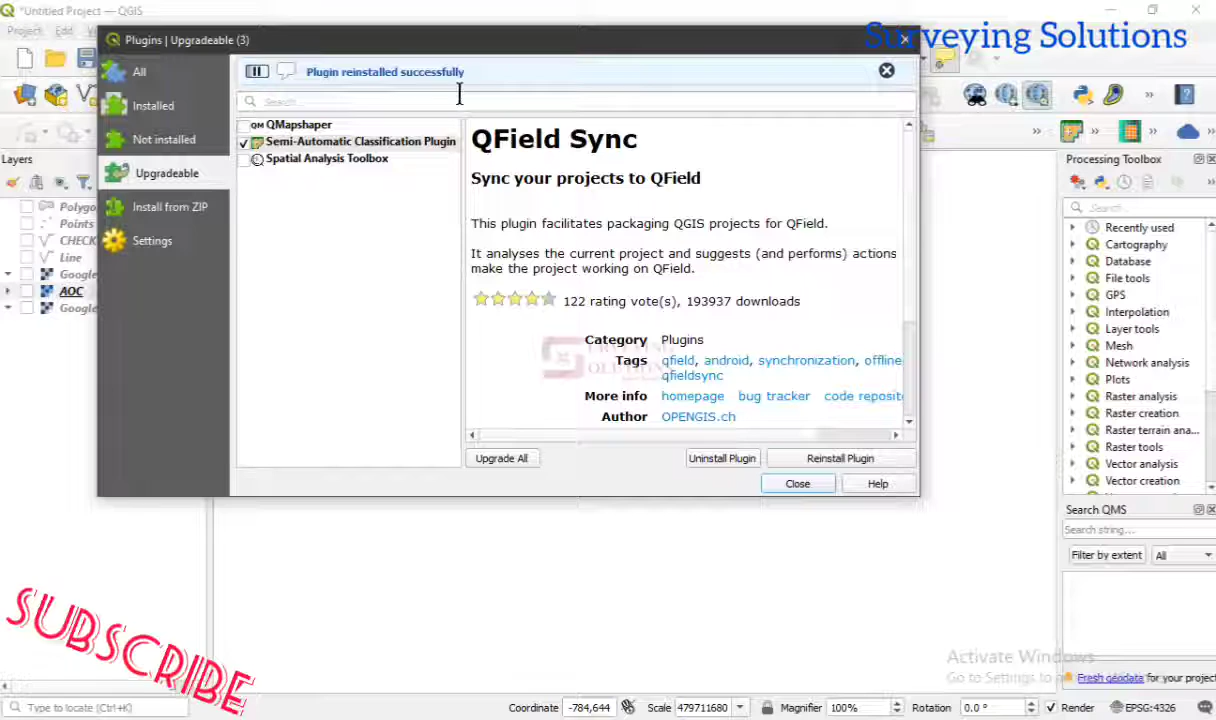 *Untitled Project — QGIS
Project Edit
Plugins | Upgradeable (3)
Surveying Solutions
All
Installed
Not installed
Upgradeable
Install from ZIP
Settings
Plugin reinstalled successfully
Search...
QMapshaper
Semi-Automatic Classification Plugin
Spatial Analysis Toolbox
QField Sync
Sync your projects to QField
This plugin facilitates packaging QGIS projects for QField.
It analyses the current project and suggests (and performs) actions
make the project working on QField.
122 rating vote(s), 193937 downloads
Category Plugins
Tags qfield, android, synchronization, offline
qfieldsync
More info homepage bug tracker code reposito
Author OPENGIS.ch
Upgrade All
Uninstall Plugin
Reinstall Plugin
Close
Help
Layers
Polygo
Points
CHECK
Line
Google
AOC
Google
Processing Toolbox
Search...
Recently used
Cartography
Database
File tools
GPS
Interpolation
Layer tools
Mesh
Network analysis
Plots
Raster analysis
Raster creation
Raster terrain ana...
Raster tools
Vector analysis
Vector creation
Search QMS
Search string...
Filter by extent All
SUBSCRIBE
Activate Windows
Go to Settings to a
Fresh geodata for your project
Type to locate (Ctrl+K)
Coordinate -784,644
Scale 479711680
Magnifier 100%
Rotation 0.0 °
Render
EPSG:4326